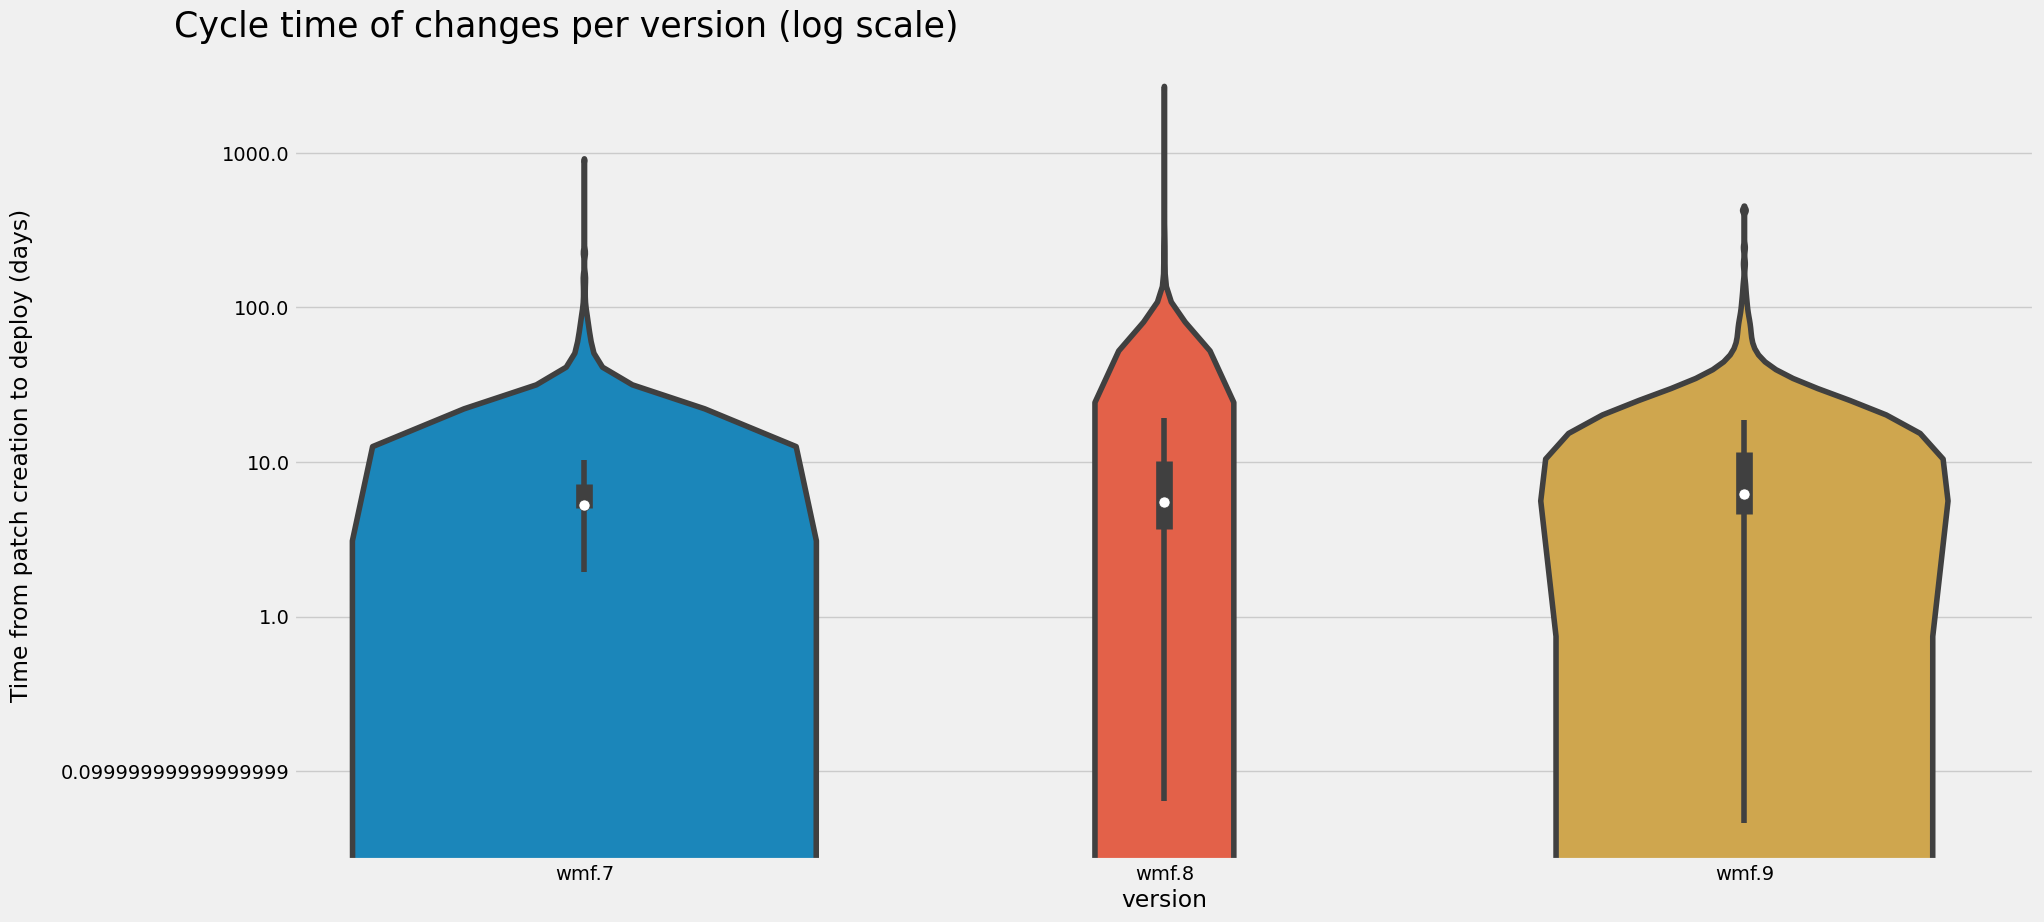 Cycle time of changes per version (log scale)
Time from patch creation to deploy (days)
1000.0
100.0
10.0
1.0
0.09999999999999999
wmf.7
wmf.8
wmf.9
version